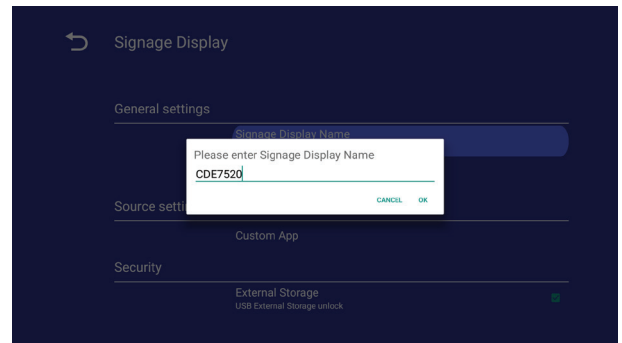 Signage Display
General settings
Signage Display Name
Please enter Signage Display Name
CDE7520
CANCEL OK
Source setti
Custom App
Security
External Storage
USB External Storage unlock